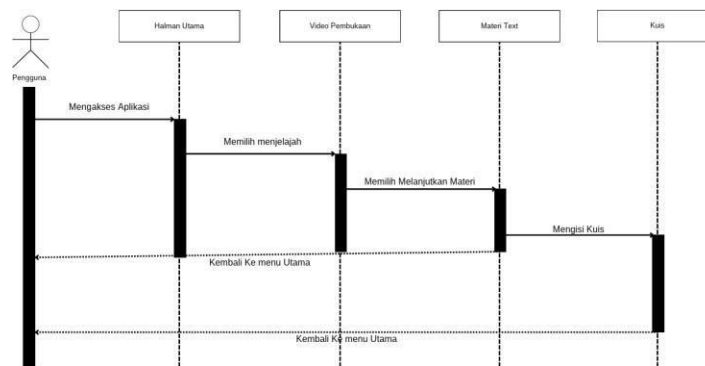 Halman Utama
Video Pembukaan
Materi Text
Kuis
Pengguna
Mengakses Aplikasi
Memilih menjelajah
Memilih Melanjutkan Materi
Mengisi Kuis
Kembali Ke menu Utama
Kembali Ke menu Utama